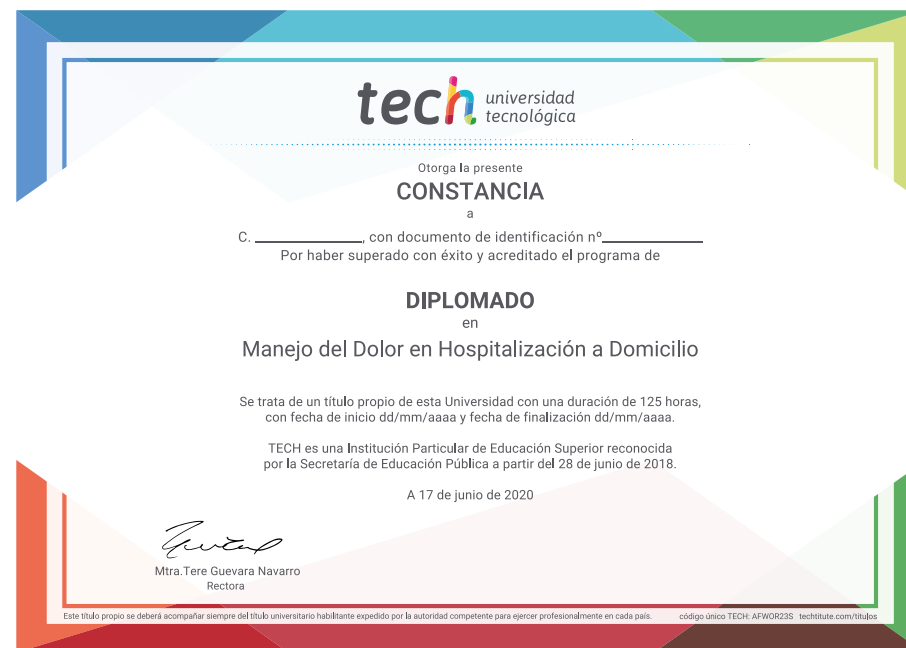 tech universidad
tecnológica
Otorga la presente
CONSTANCIA
a
C. ____________, con documento de identificación nº____________
Por haber superado con éxito y acreditado el programa de
DIPLOMADO
en
Manejo del Dolor en Hospitalización a Domicilio
Se trata de un título propio de esta Universidad con una duración de 125 horas,
con fecha de inicio dd/mm/aaaa y fecha de finalización dd/mm/aaaa.
TECH es una Institución Particular de Educación Superior reconocida
por la Secretaría de Educación Pública a partir del 28 de junio de 2018.
A 17 de junio de 2020
Mtra.Tere Guevara Navarro
Rectora
Este título propio se deberá acompañar siempre del título universitario habilitante expedido por la autoridad competente para ejercer profesionalmente en cada país. código único TECH: AFWOR23S techtitute.com/titulos